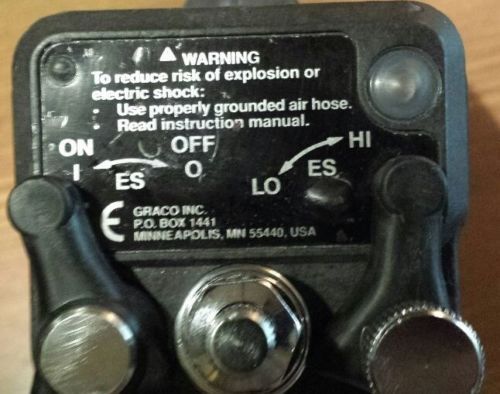 WARNING
To reduce risk of explosion or
electric shock:
Use properly grounded air hose.
Read instruction manual.
ON OFF HI
I ES O LO ES
GRACO INC.
P.O. BOX 1441
MINNEAPOLIS, MN 55440, USA